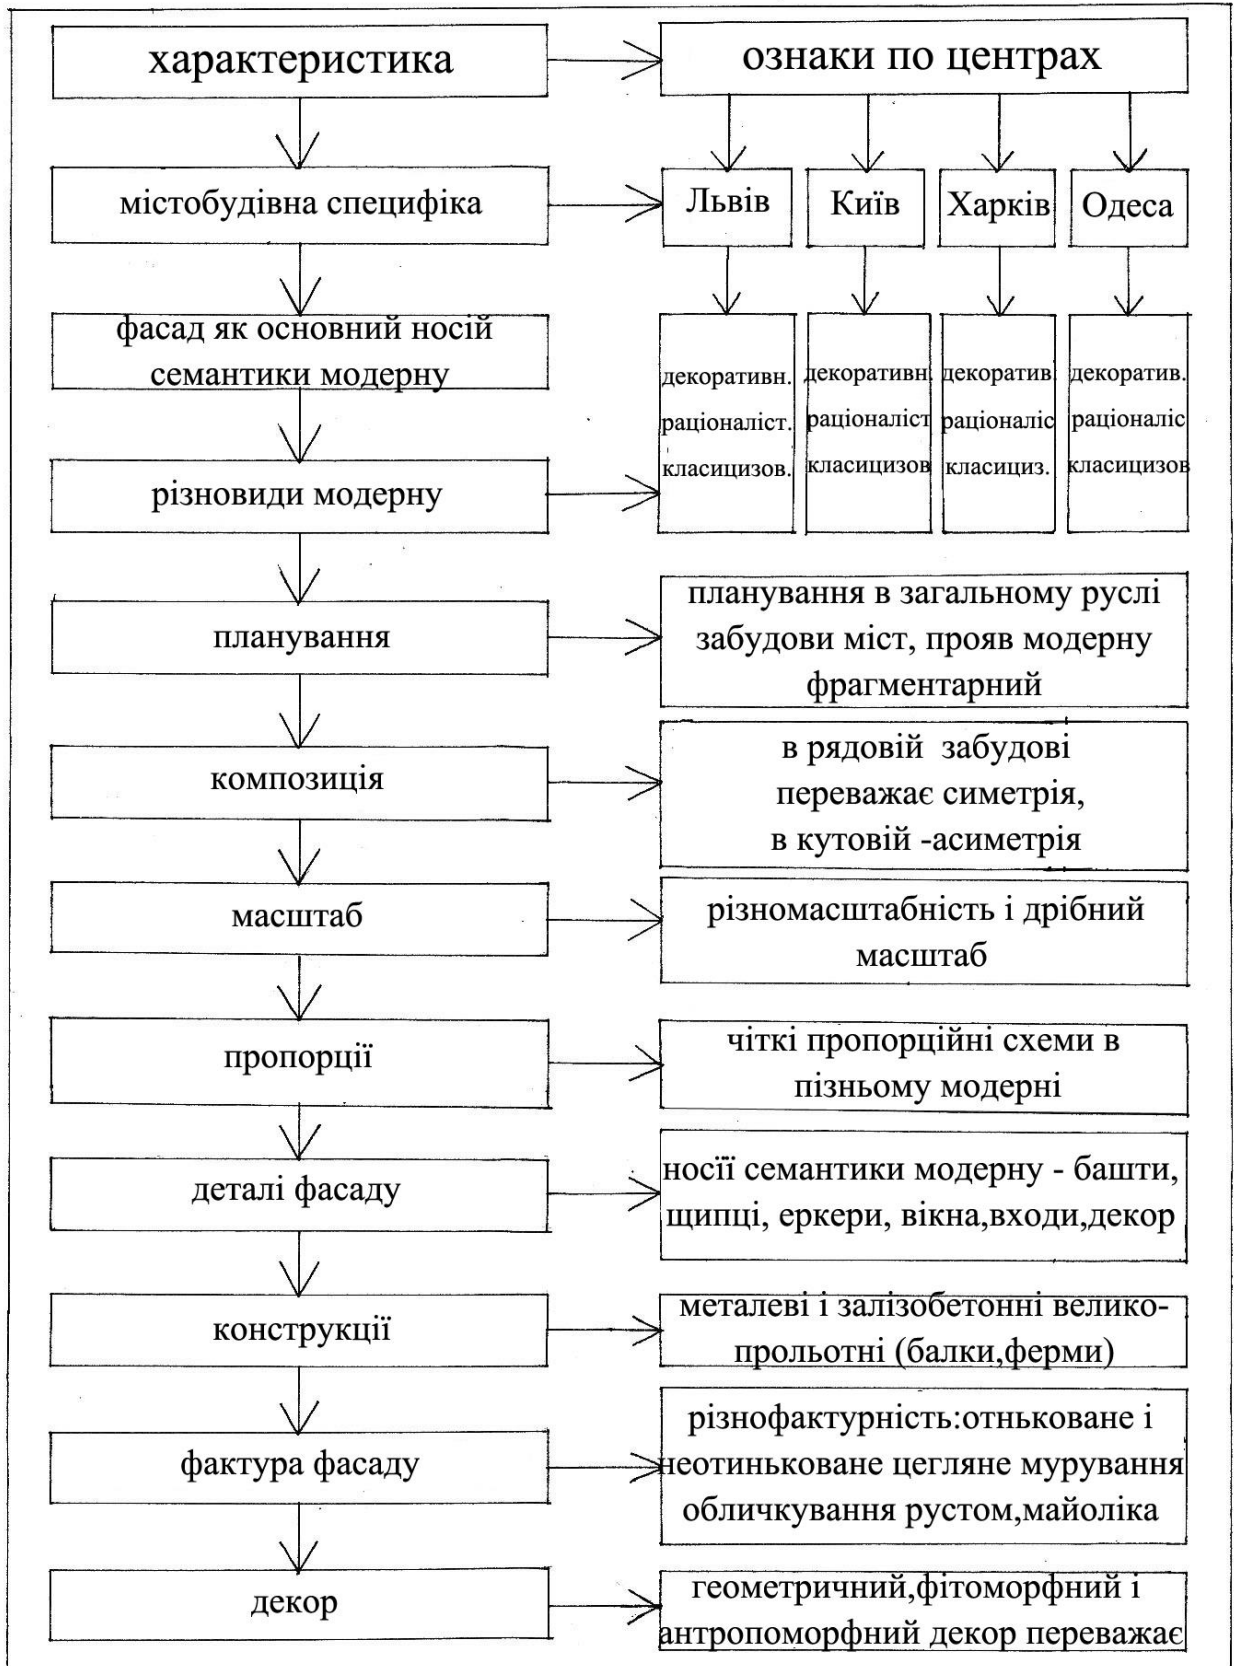 характеристика
ознаки по центрах
містобудівна специфіка
Львів
Київ
Харків
Одеса
фасад як основний носій
семантики модерну
декоративн.
раціоналіст.
класицизов.
декоративн.
раціоналіст
класицизов
декоратив.
раціоналіс
класициз.
декоратив.
раціоналіс
класицизов
різновиди модерну
планування
планування в загальному руслі
забудови міст, прояв модерну
фрагментарний
композиція
в рядовій забудові
переважає симетрія,
в кутовій -асиметрія
масштаб
різномасштабність і дрібний
масштаб
пропорції
чіткі пропорційні схеми в
пізньому модерні
деталі фасаду
носії семантики модерну - башти,
щипці, еркери, вікна,входи,декор
конструкції
металеві і залізобетонні велико-
прольотні (балки,ферми)
фактура фасаду
різнофактурність:отньковане і
неотиньковане цегляне мурування
обличкування рустом,майоліка
декор
геометричний,фітоморфний і
антропоморфний декор переважає